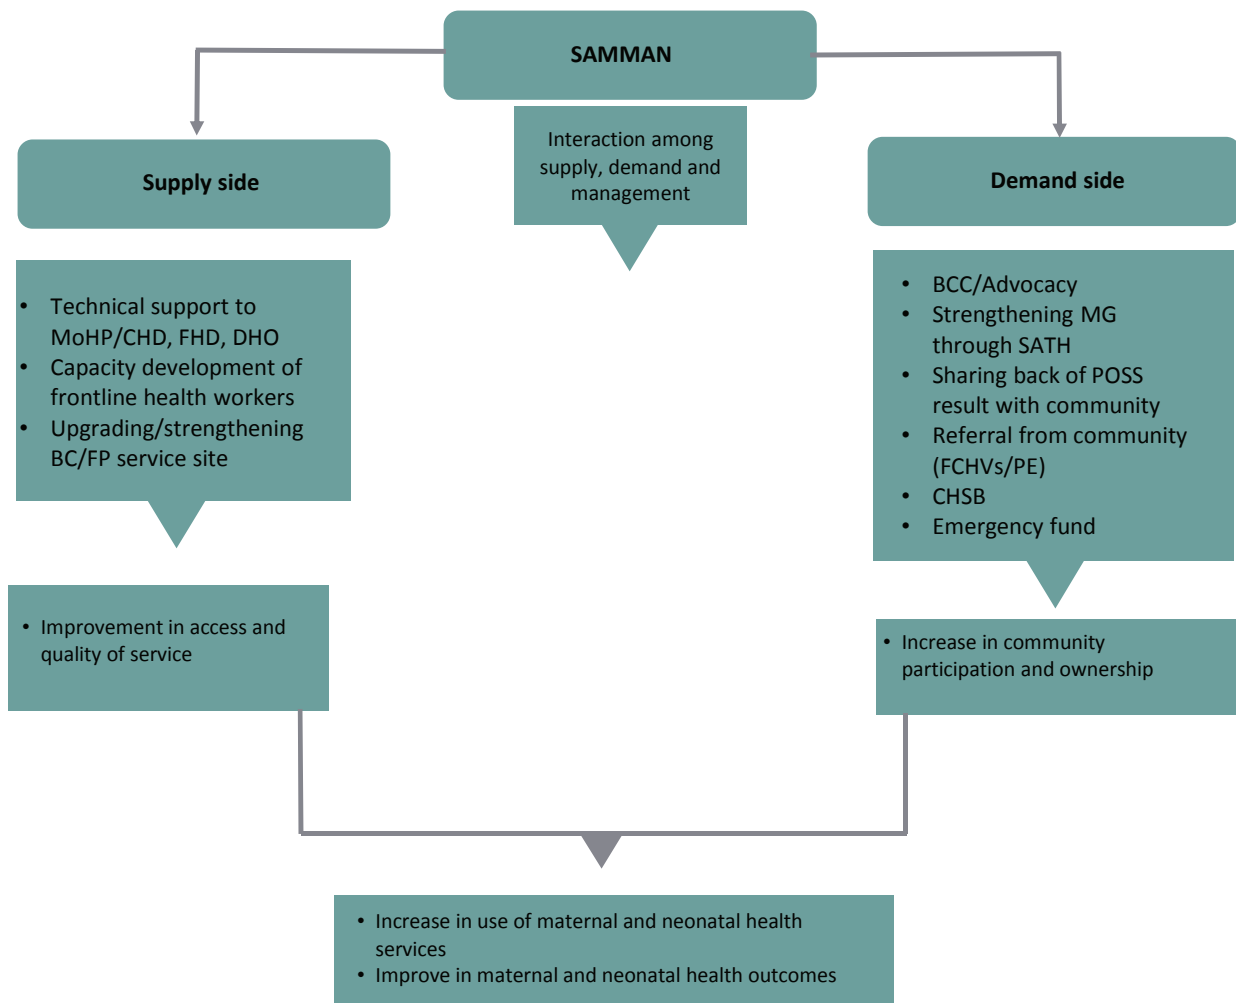 SAMMAN
Interaction among
supply, demand and
management
Supply side
Demand side
• Technical support to
MoHP/CHD, FHD, DHO
• Capacity development of
frontline health workers
• Upgrading/strengthening
BC/FP service site
• BCC/Advocacy
• Strengthening MG
through SATH
• Sharing back of POSS
result with community
• Referral from community
(FCHVs/PE)
• CHSB
• Emergency fund
• Improvement in access and
quality of service
• Increase in community
participation and ownership
• Increase in use of maternal and neonatal health
services
• Improve in maternal and neonatal health outcomes